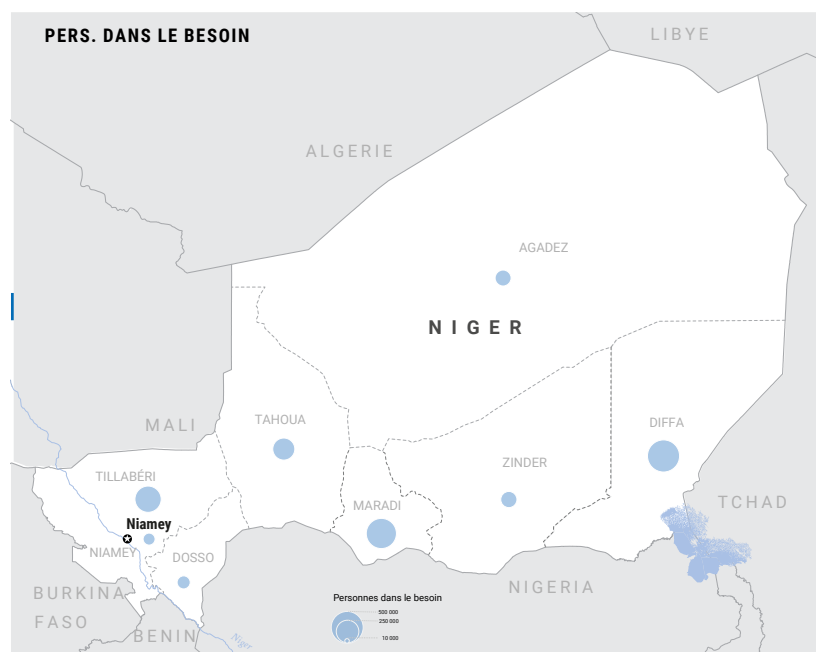 PERS. DANS LE BESOIN
LIBYE
ALGERIE
AGADEZ
NIGER
MALI
TAHOUA
DIFFA
TILLABÉRI
ZINDER
MARADI
TCHAD
Niamey
NIAMEY
DOSSO
NIGERIA
BURKINA
FASO
BENIN
Niger
Personnes dans le besoin
500 000
250 000
10 000